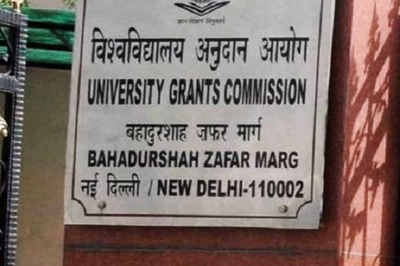 विश्वविद्यालय अनुदान आयोग
UNIVERSITY GRANTS COMMISSION
बहादुरशाह ज़फर मार्ग
BAHADURSHAH ZAFAR MARG
नई दिल्ली / NEW DELHI-110002